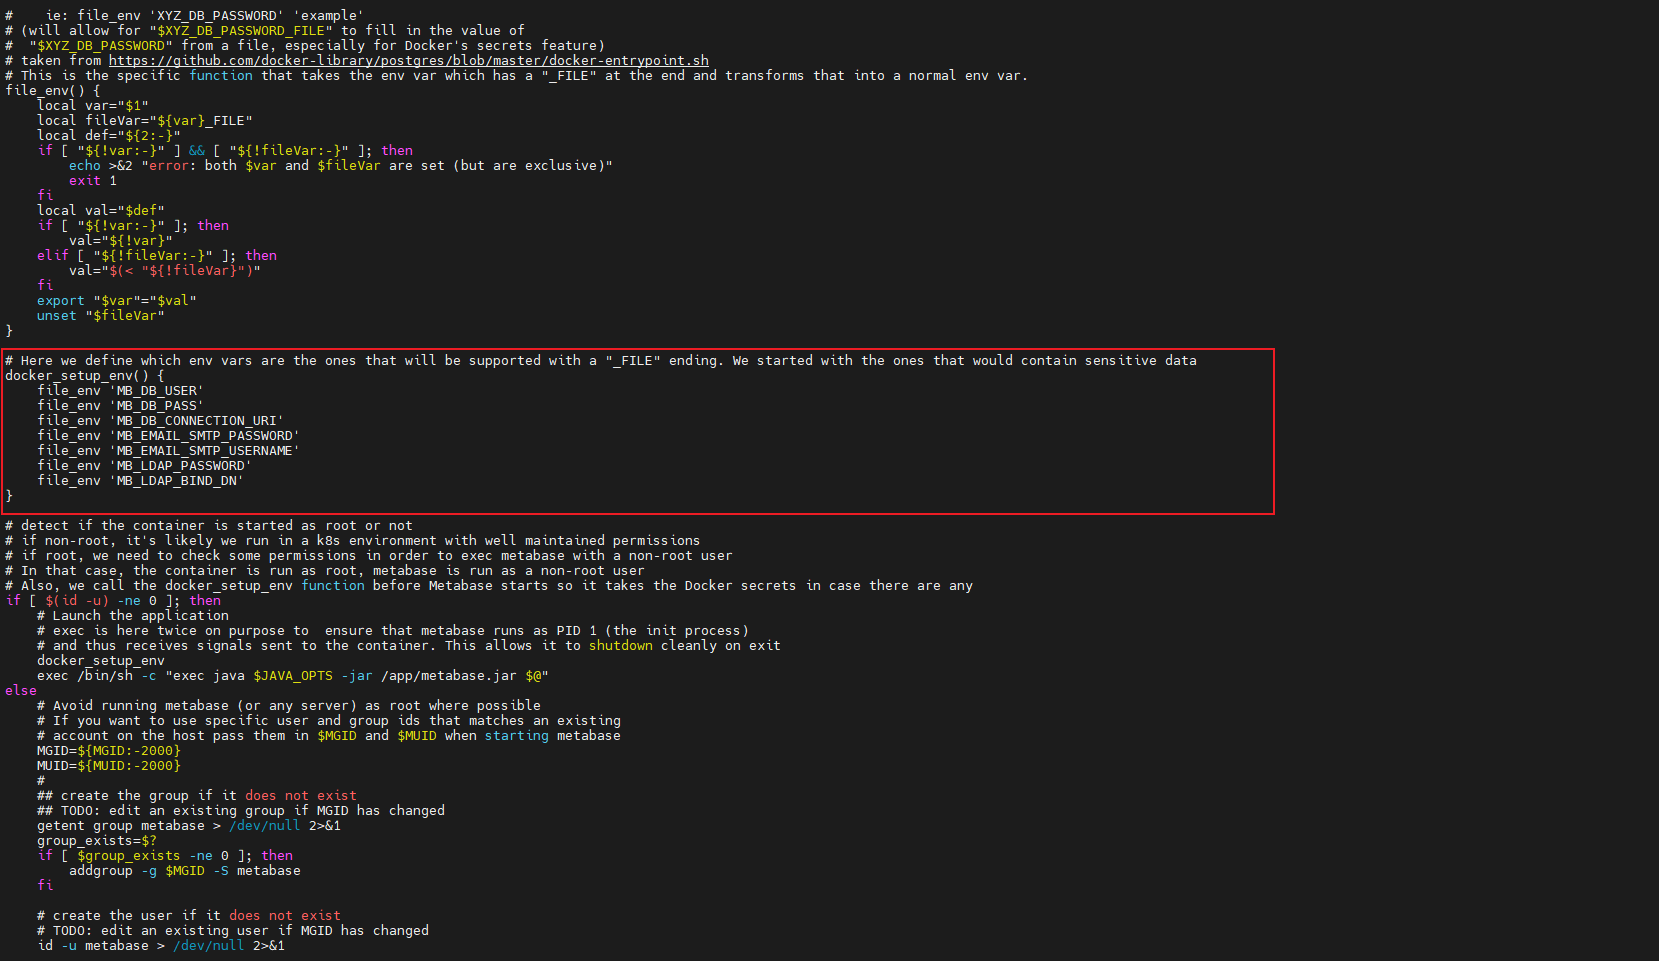 #    ie: file_env 'XYZ_DB_PASSWORD' 'example'
# (will allow for "$XYZ_DB_PASSWORD_FILE" to fill in the value of
#  "$XYZ_DB_PASSWORD" from a file, especially for Docker's secrets feature)
# taken from https://github.com/docker-library/postgres/blob/master/docker-entrypoint.sh
# This is the specific function that takes the env var which has a "_FILE" at the end and transforms that into a normal env var.
file_env() {
    local var="$1"
    local fileVar="${var}_FILE"
    local def="${2:-}"
    if [ "${!var:-}" ] && [ "${!fileVar:-}" ]; then
        echo >&2 "error: both $var and $fileVar are set (but are exclusive)"
        exit 1
    fi
    local val="$def"
    if [ "${!var:-}" ]; then
        val="${!var}"
    elif [ "${!fileVar:-}" ]; then
        val="$(< "${!fileVar}")"
    fi
    export "$var"="$val"
    unset "$fileVar"
}
# Here we define which env vars are the ones that will be supported with a "_FILE" ending. We started with the ones that would contain sensitive data
docker_setup_env() {
    file_env 'MB_DB_USER'
    file_env 'MB_DB_PASS'
    file_env 'MB_DB_CONNECTION_URI'
    file_env 'MB_EMAIL_SMTP_PASSWORD'
    file_env 'MB_EMAIL_SMTP_USERNAME'
    file_env 'MB_LDAP_PASSWORD'
    file_env 'MB_LDAP_BIND_DN'
}
# detect if the container is started as root or not
# if non-root, it's likely we run in a k8s environment with well maintained permissions
# if root, we need to check some permissions in order to exec metabase with a non-root user
# In that case, the container is run as root, metabase is run as a non-root user
# Also, we call the docker_setup_env function before Metabase starts so it takes the Docker secrets in case there are any
if [ $(id -u) -ne 0 ]; then
    # Launch the application
    # exec is here twice on purpose to  ensure that metabase runs as PID 1 (the init process)
    # and thus receives signals sent to the container. This allows it to shutdown cleanly on exit
    docker_setup_env
    exec /bin/sh -c "exec java $JAVA_OPTS -jar /app/metabase.jar $@"
else
    # Avoid running metabase (or any server) as root where possible
    # If you want to use specific user and group ids that matches an existing
    # account on the host pass them in $MGID and $MUID when starting metabase
    MGID=${MGID:-2000}
    MUID=${MUID:-2000}
    #
    ## create the group if it does not exist
    ## TODO: edit an existing group if MGID has changed
    getent group metabase > /dev/null 2>&1
    group_exists=$?
    if [ $group_exists -ne 0 ]; then
        addgroup -g $MGID -S metabase
    fi
    # create the user if it does not exist
    # TODO: edit an existing user if MGID has changed
    id -u metabase > /dev/null 2>&1